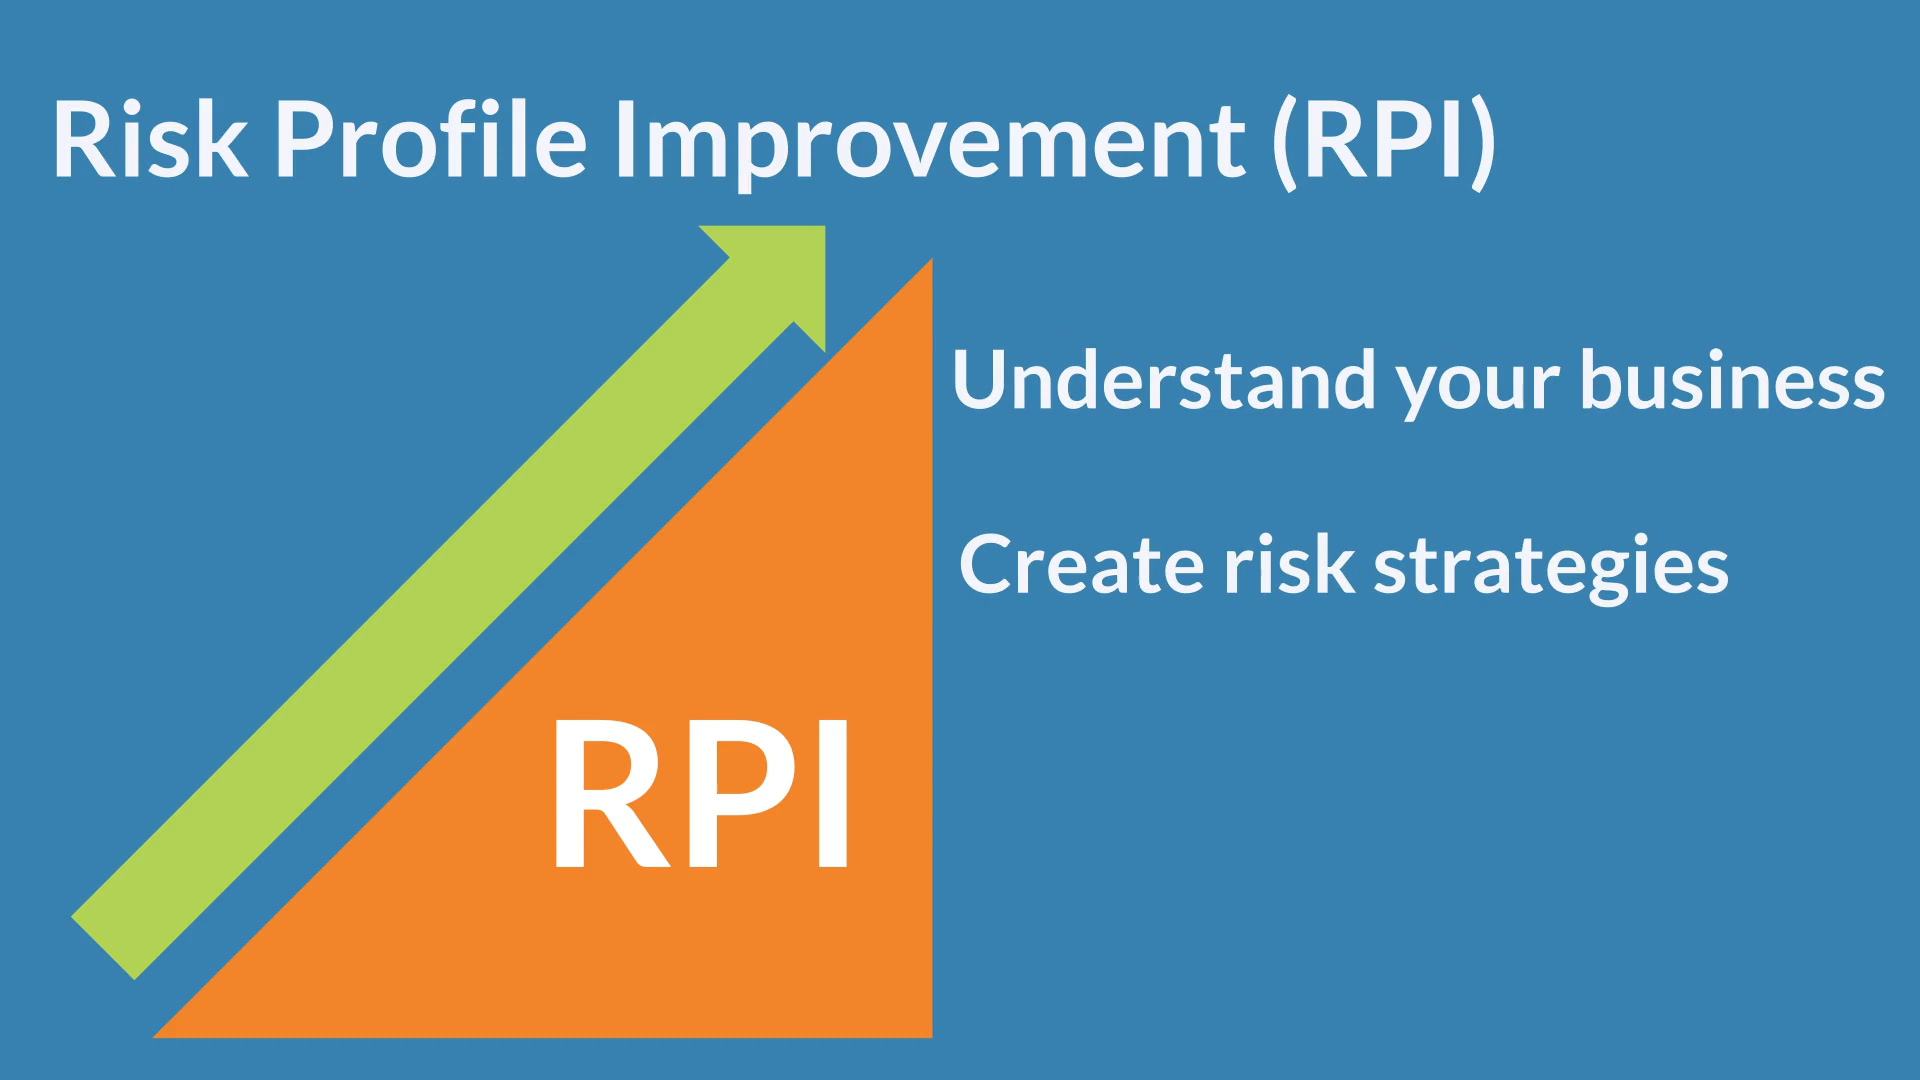 Risk Profile Improvement (RPI)
Understand your business
Create risk strategies
RPI